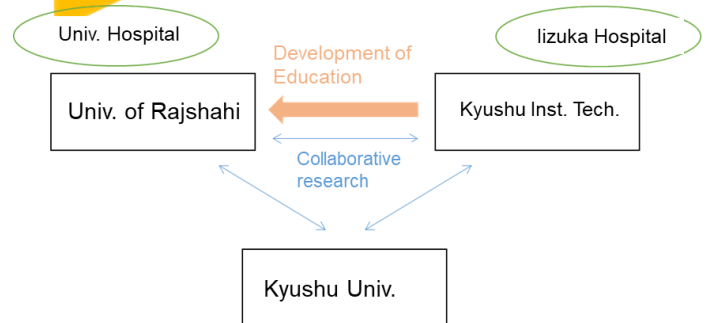 Univ. Hospital
Iizuka Hospital
Development of
Education
Univ. of Rajshahi
Kyushu Inst. Tech.
Collaborative
research
Kyushu Univ.